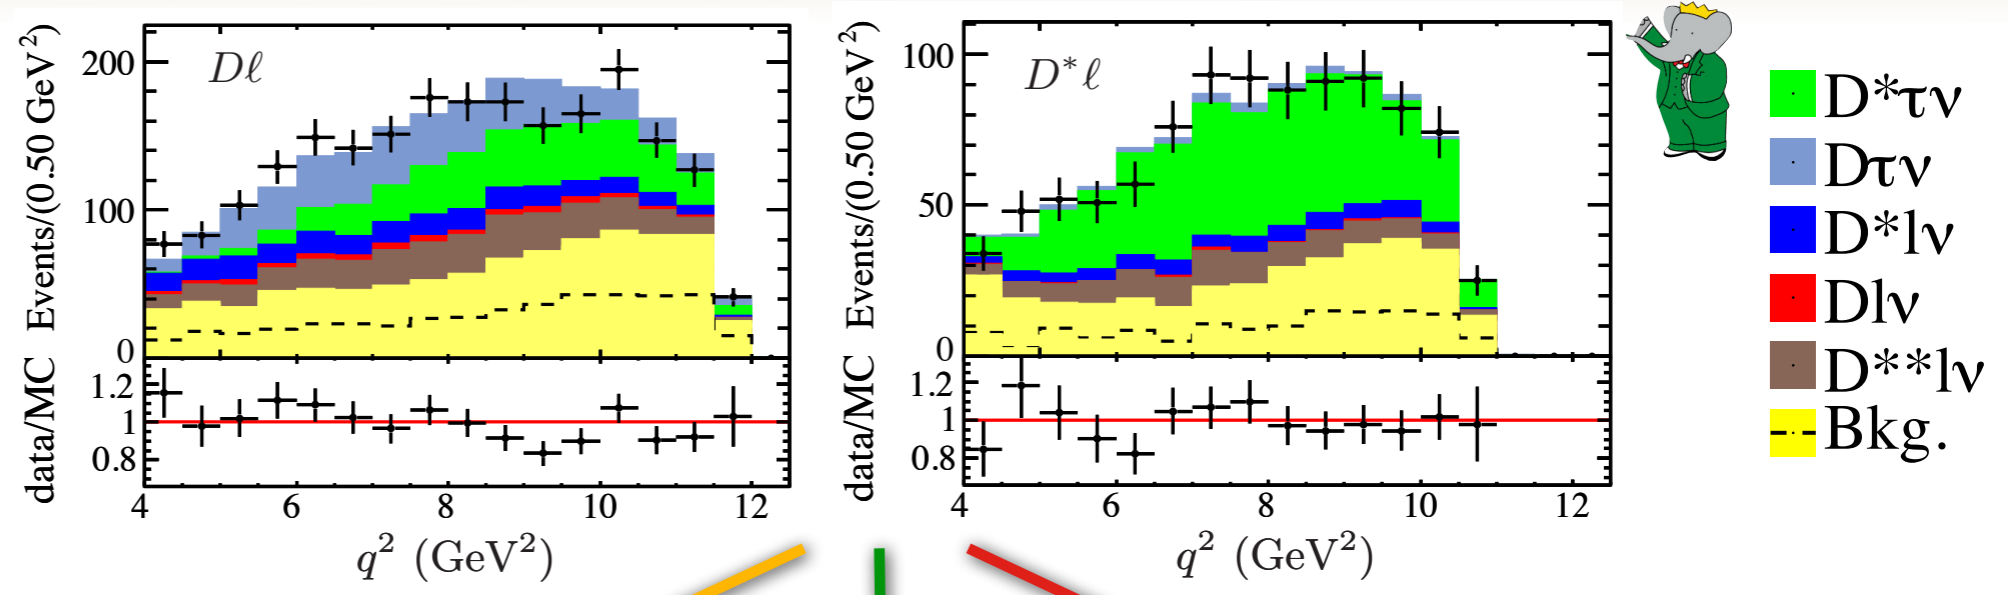 Events/(0.50 GeV²)
200
100
0
Dℓ
data/MC
1.2
1
0.8
4 6 8 10 12
q² (GeV²)
Events/(0.50 GeV²)
100
50
0
D*ℓ
data/MC
1.2
1
0.8
4 6 8 10 12
q² (GeV²)
D*τν
Dτν
D*lν
Dlν
D**lν
Bkg.